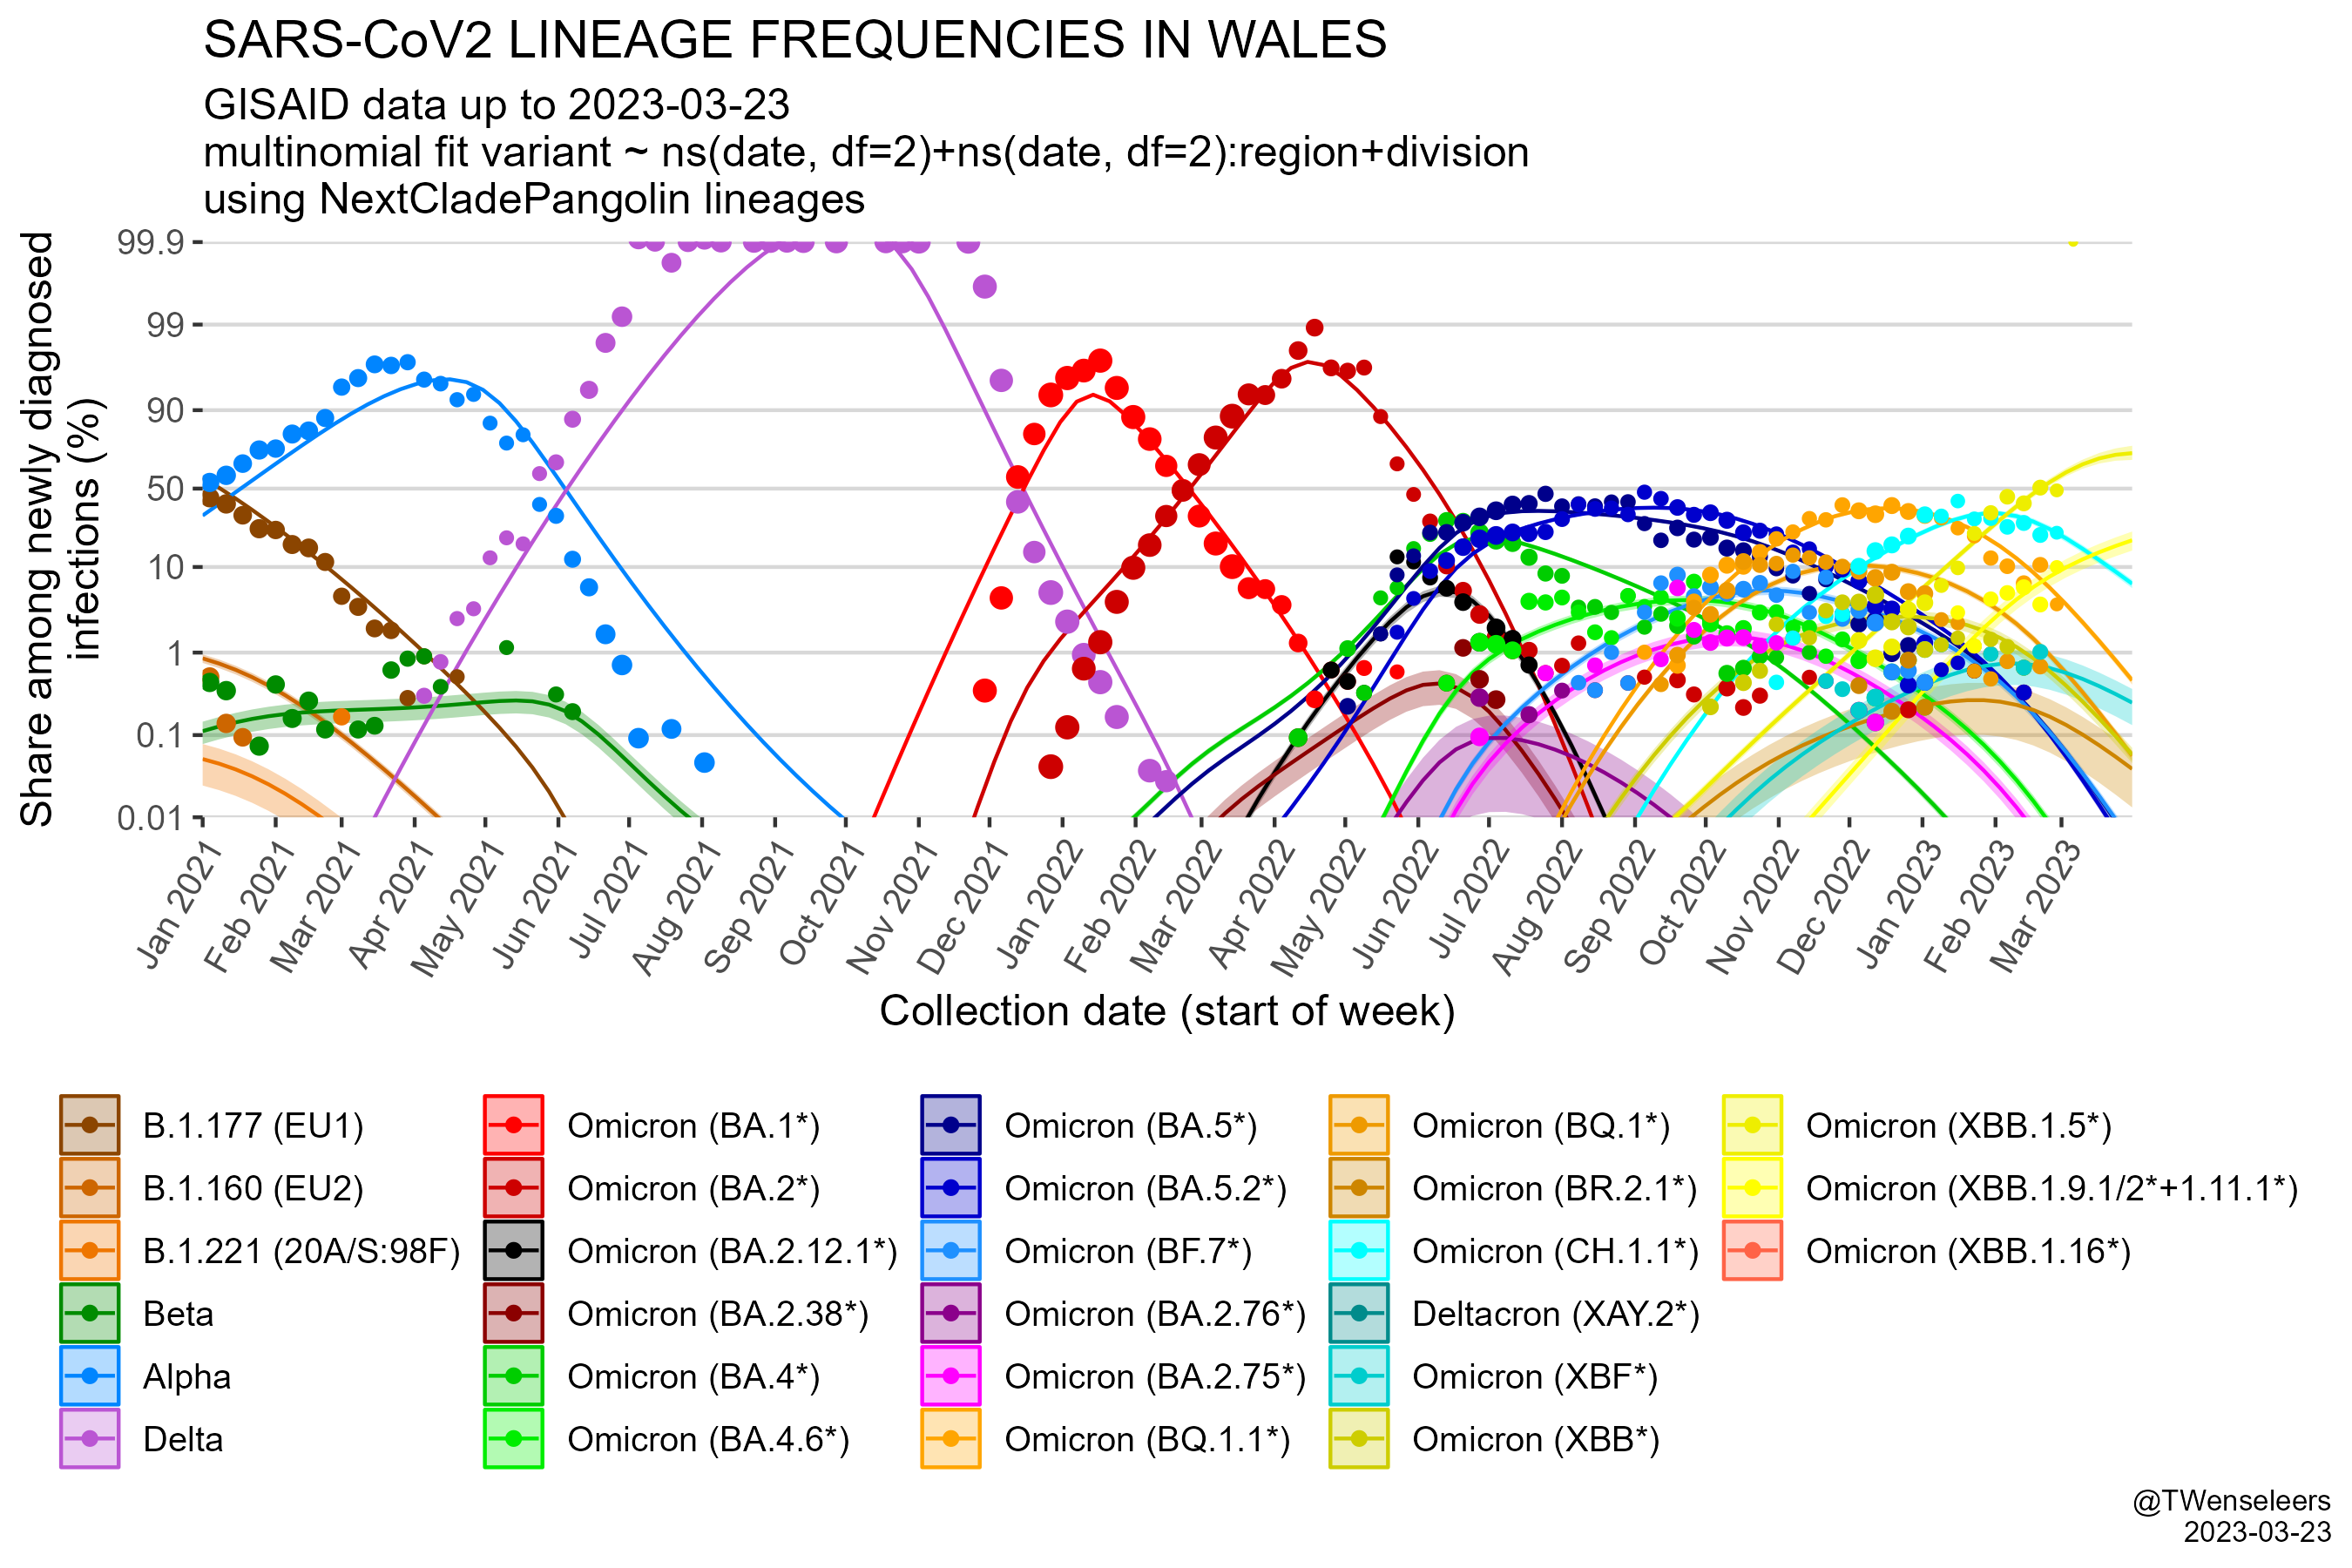 SARS-CoV2 LINEAGE FREQUENCIES IN WALES
GISAID data up to 2023-03-23
multinomial fit variant ~ ns(date, df=2)+ns(date, df=2):region+division
using NextCladePangolin lineages
Share among newly diagnosed
infections (%)
99.9
99
90
50
10
1
0.1
0.01
Jan 2021
Feb 2021
Mar 2021
Apr 2021
May 2021
Jun 2021
Jul 2021
Aug 2021
Sep 2021
Oct 2021
Nov 2021
Dec 2021
Jan 2022
Feb 2022
Mar 2022
Apr 2022
May 2022
Jun 2022
Jul 2022
Aug 2022
Sep 2022
Oct 2022
Nov 2022
Dec 2022
Jan 2023
Feb 2023
Mar 2023
Collection date (start of week)
B.1.177 (EU1)
B.1.160 (EU2)
B.1.221 (20A/S:98F)
Beta
Alpha
Delta
Omicron (BA.1*)
Omicron (BA.2*)
Omicron (BA.2.12.1*)
Omicron (BA.2.38*)
Omicron (BA.4*)
Omicron (BA.4.6*)
Omicron (BA.5*)
Omicron (BA.5.2*)
Omicron (BF.7*)
Omicron (BA.2.76*)
Omicron (BA.2.75*)
Omicron (BQ.1.1*)
Omicron (BQ.1*)
Omicron (BR.2.1*)
Omicron (CH.1.1*)
Deltacron (XAY.2*)
Omicron (XBF*)
Omicron (XBB*)
Omicron (XBB.1.5*)
Omicron (XBB.1.9.1/2*+1.11.1*)
Omicron (XBB.1.16*)
@TWenseleers
2023-03-23